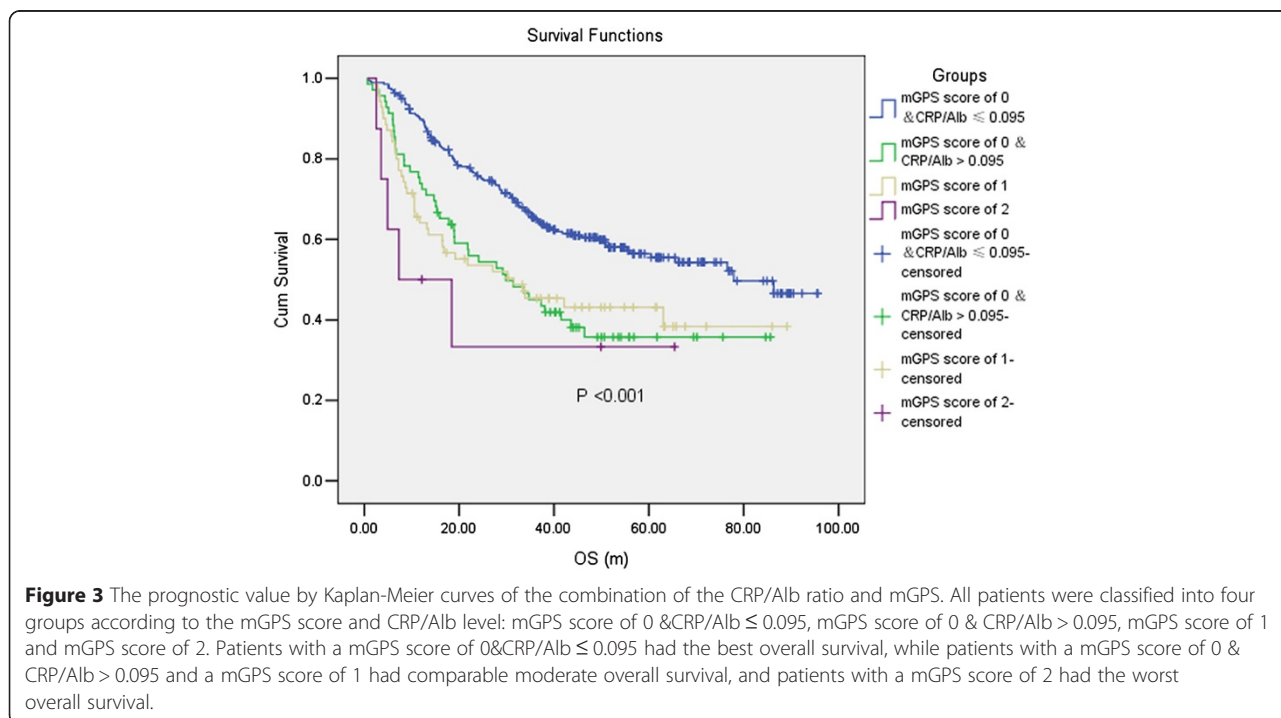 Survival Functions
1.0
0.8
0.6
0.4
0.2
0.0
Cum Survival
P <0.001
0.00
20.00
40.00
60.00
80.00
100.00
OS (m)
Groups
mGPS score of 0
&CRP/Alb ≤ 0.095
mGPS score of 0 &
CRP/Alb > 0.095
mGPS score of 1
mGPS score of 2
mGPS score of 0
&CRP/Alb ≤ 0.095-
censored
mGPS score of 0 &
CRP/Alb > 0.095-
censored
mGPS score of 1-
censored
mGPS score of 2-
censored
Figure 3 The prognostic value by Kaplan-Meier curves of the combination of the CRP/Alb ratio and mGPS. All patients were classified into four
groups according to the mGPS score and CRP/Alb level: mGPS score of 0 &CRP/Alb ≤ 0.095, mGPS score of 0 & CRP/Alb > 0.095, mGPS score of 1
and mGPS score of 2. Patients with a mGPS score of 0&CRP/Alb ≤ 0.095 had the best overall survival, while patients with a mGPS score of 0 &
CRP/Alb > 0.095 and a mGPS score of 1 had comparable moderate overall survival, and patients with a mGPS score of 2 had the worst
overall survival.